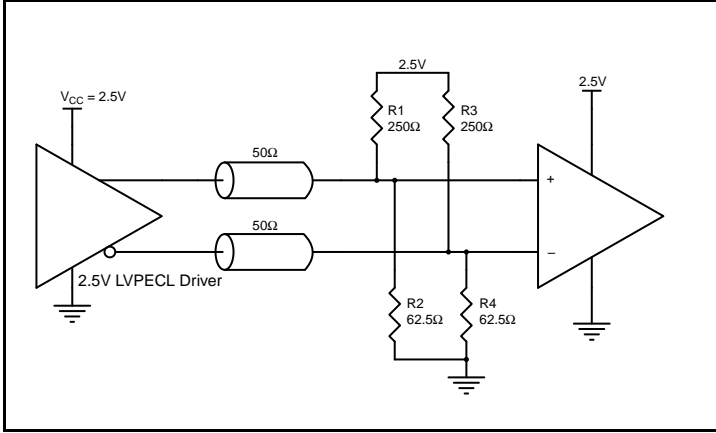 2.5V
2.5V
V_CC = 2.5V
R1
250Ω
R3
250Ω
50Ω
+
50Ω
–
2.5V LVPECL Driver
R2
62.5Ω
R4
62.5Ω